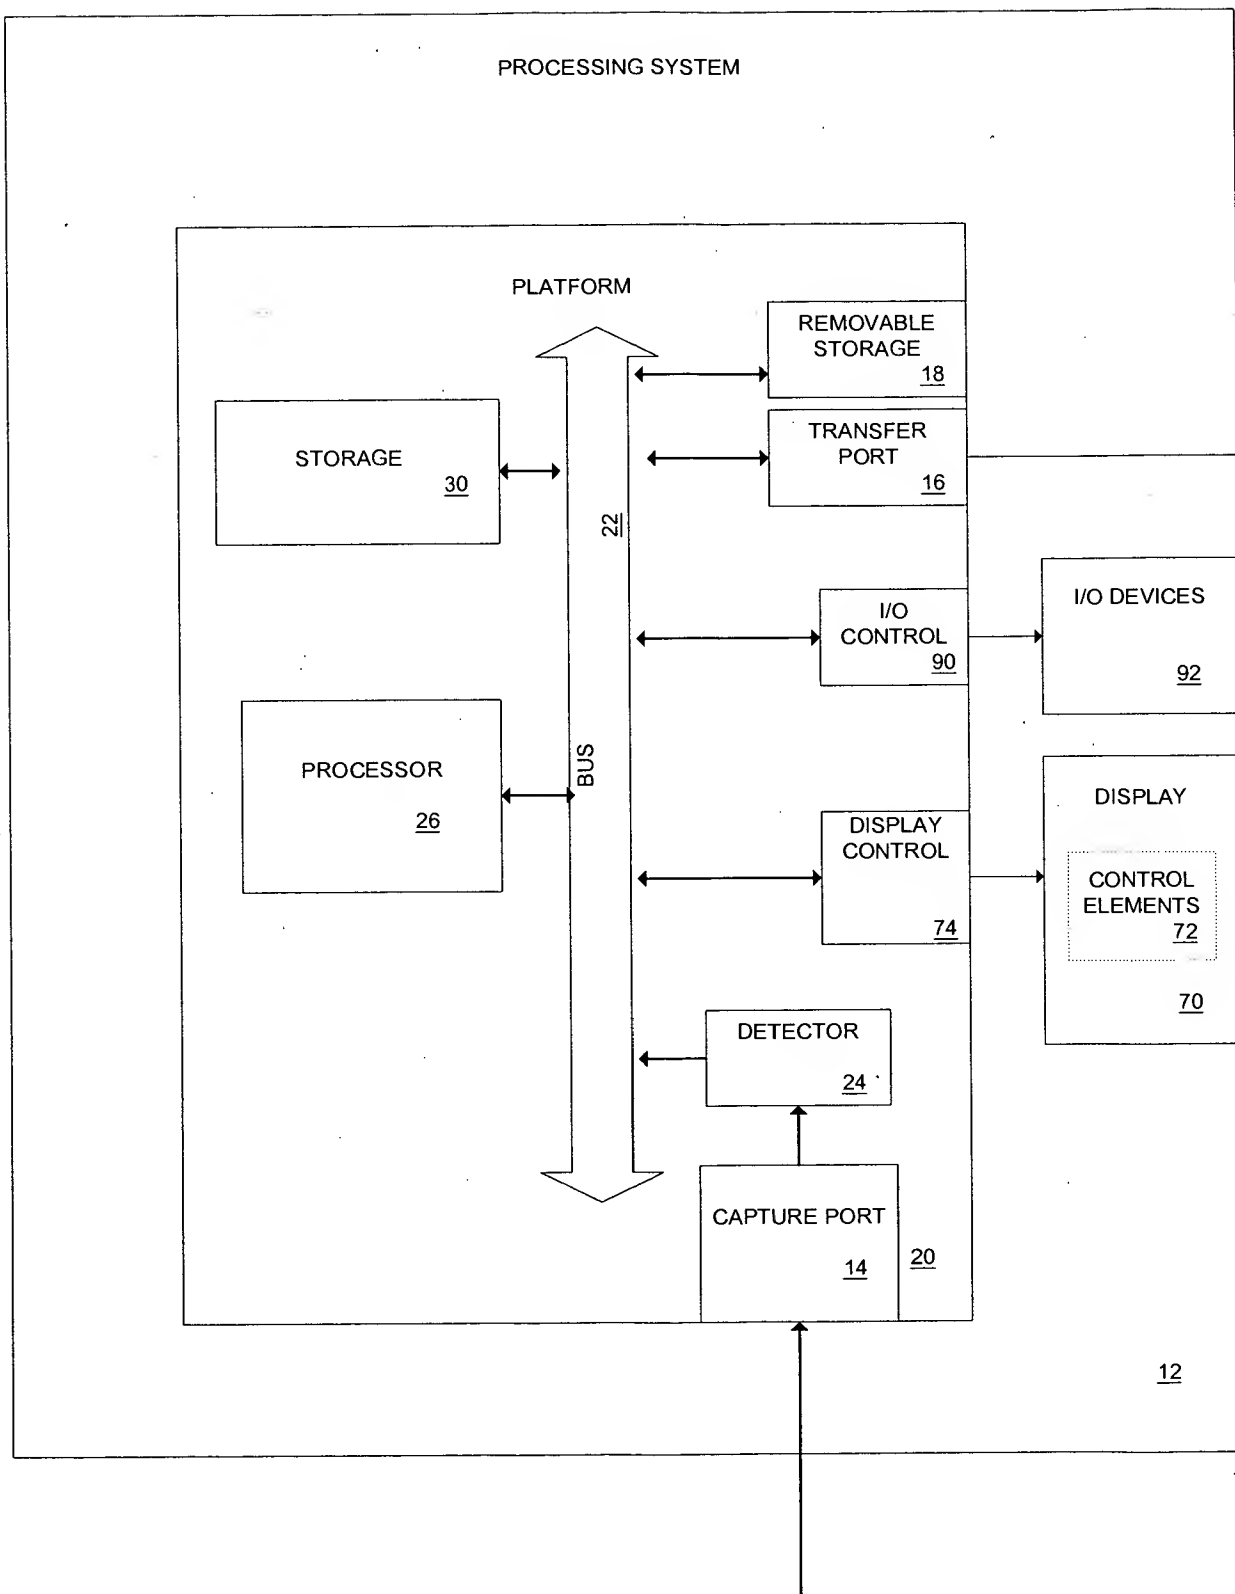 PROCESSING SYSTEM
PLATFORM
REMOVABLE
STORAGE
18
TRANSFER
PORT
16
STORAGE
30
22
I/O
CONTROL
90
I/O DEVICES
92
PROCESSOR
26
BUS
DISPLAY
CONTROL
74
DISPLAY
CONTROL
ELEMENTS
72
70
DETECTOR
24
CAPTURE PORT
14
20
12